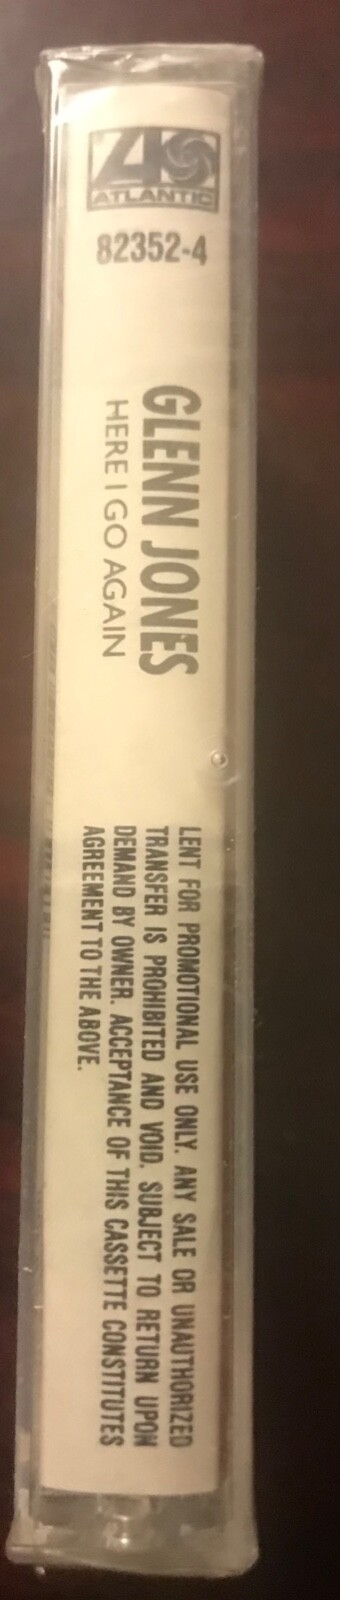 ATLANTIC
82352-4
GLENN JONES
HERE I GO AGAIN
LENT FOR PROMOTIONAL USE ONLY. ANY SALE OR UNAUTHORIZED
TRANSFER IS PROHIBITED AND VOID. SUBJECT TO RETURN UPON
DEMAND BY OWNER. ACCEPTANCE OF THIS CASSETTE CONSTITUTES
AGREEMENT TO THE ABOVE.